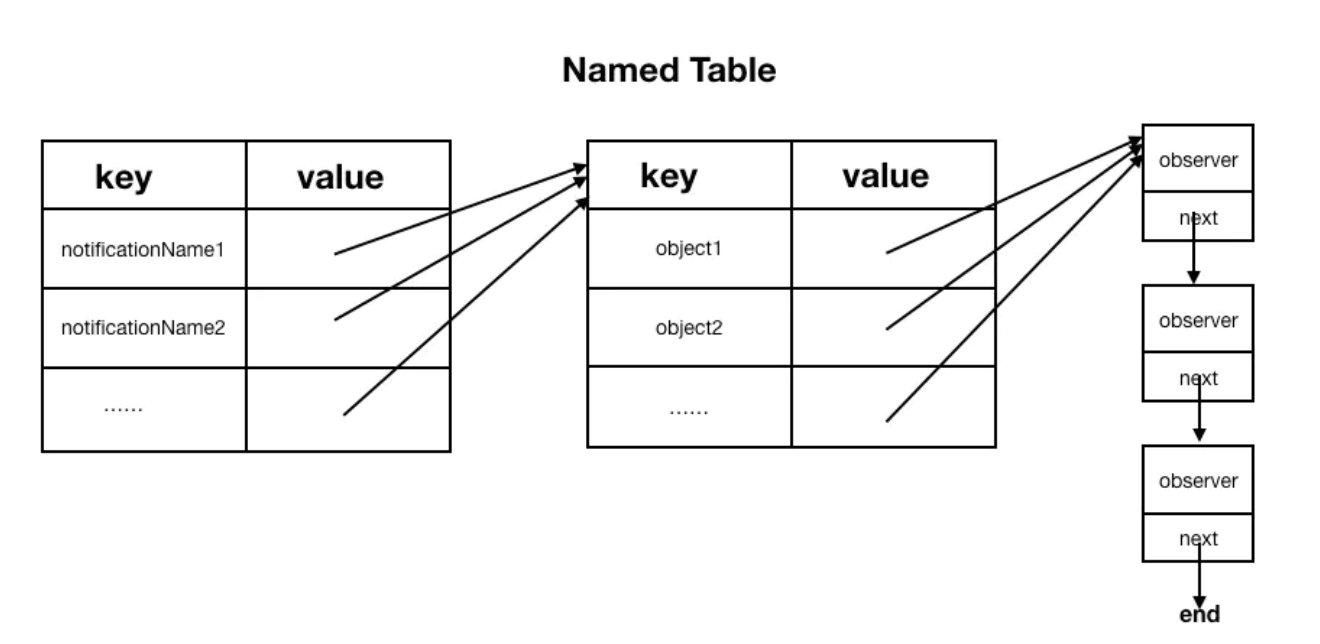 Named Table
key value
notificationName1
notificationName2
......
key value
object1
object2
......
observer
next
observer
next
observer
next
end